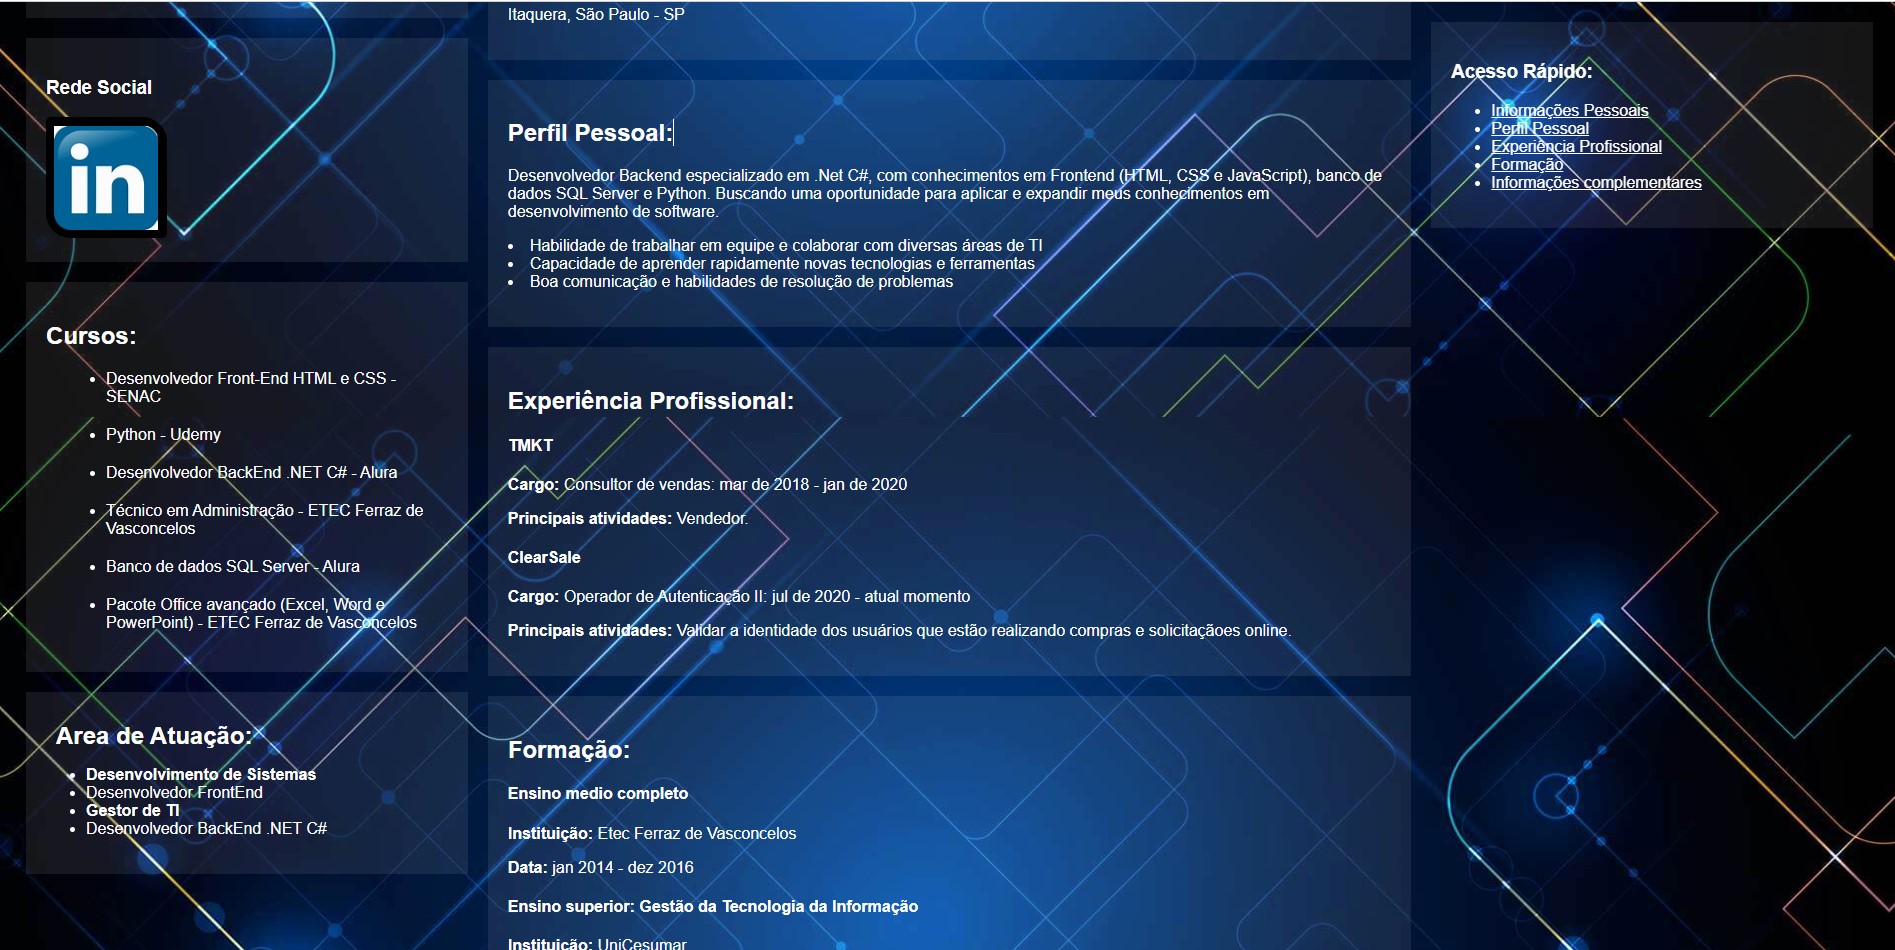 Rede Social
in
Cursos:
Desenvolvedor Front-End HTML e CSS -
SENAC
Python - Udemy
Desenvolvedor BackEnd .NET C# - Alura
Técnico em Administração - ETEC Ferraz de
Vasconcelos
Banco de dados SQL Server - Alura
Pacote Office avançado (Excel, Word e
PowerPoint) - ETEC Ferraz de Vasconcelos
Area de Atuação:
Desenvolvimento de Sistemas
Desenvolvedor FrontEnd
Gestor de TI
Desenvolvedor BackEnd .NET C#
Itaquera, São Paulo - SP
Perfil Pessoal:
Desenvolvedor Backend especializado em .Net C#, com conhecimentos em Frontend (HTML, CSS e JavaScript), banco de
dados SQL Server e Python. Buscando uma oportunidade para aplicar e expandir meus conhecimentos em
desenvolvimento de software.
Habilidade de trabalhar em equipe e colaborar com diversas áreas de TI
Capacidade de aprender rapidamente novas tecnologias e ferramentas
Boa comunicação e habilidades de resolução de problemas
Experiência Profissional:
TMKT
Cargo: Consultor de vendas: mar de 2018 - jan de 2020
Principais atividades: Vendedor.
ClearSale
Cargo: Operador de Autenticação II: jul de 2020 - atual momento
Principais atividades: Validar a identidade dos usuários que estão realizando compras e solicitaçãoes online.
Formação:
Ensino medio completo
Instituição: Etec Ferraz de Vasconcelos
Data: jan 2014 - dez 2016
Ensino superior: Gestão da Tecnologia da Informação
Instituição: UniCesumar
Acesso Rápido:
Informações Pessoais
Perfil Pessoal
Experiência Profissional
Formação
Informações complementares